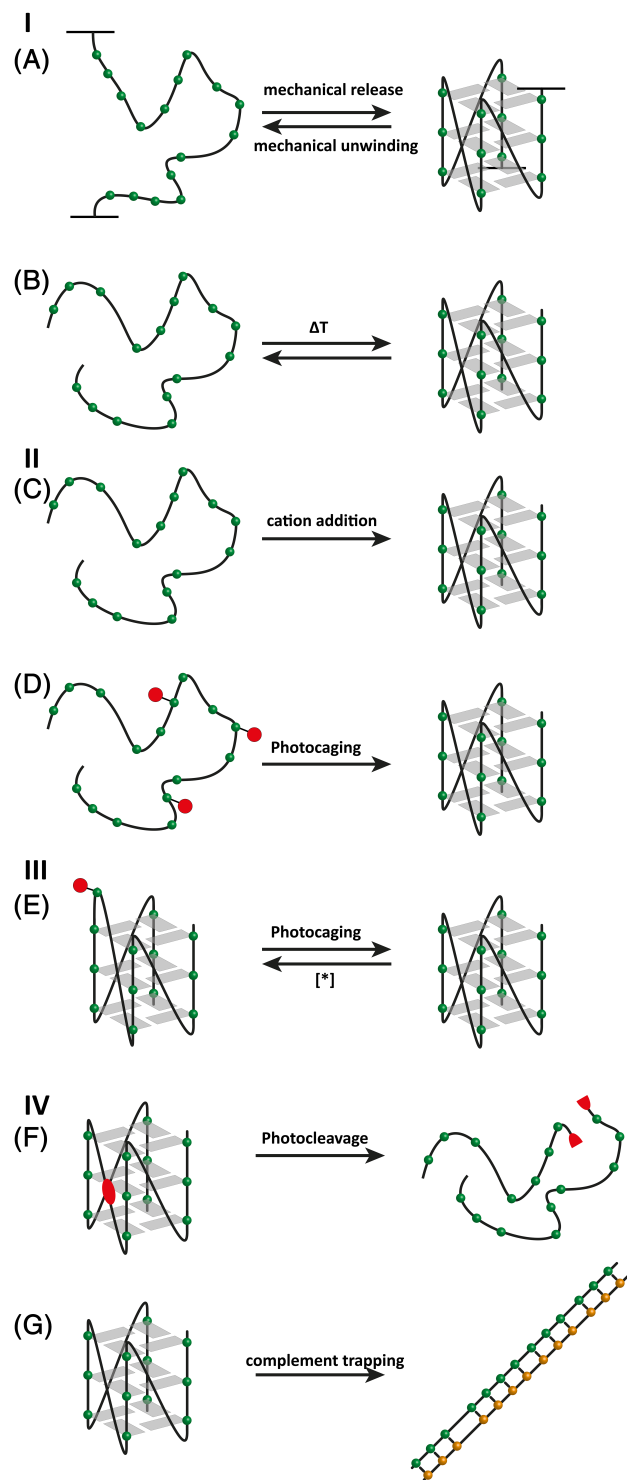 I
(A)
mechanical release
mechanical unwinding
(B)
ΔT
II
(C)
cation addition
(D)
Photocaging
III
(E)
Photocaging
[*]
IV
(F)
Photocleavage
(G)
complement trapping